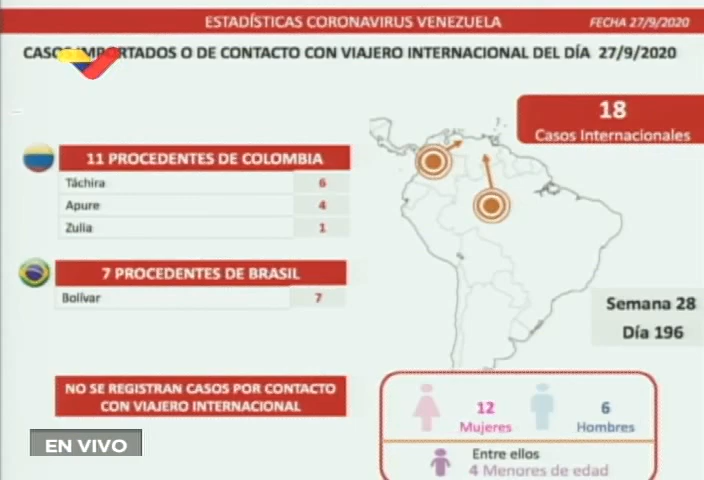 ESTADÍSTICAS CORONAVIRUS VENEZUELA
FECHA 27/9/2020
CASOS IMPORTADOS O DE CONTACTO CON VIAJERO INTERNACIONAL DEL DÍA 27/9/2020
18
Casos Internacionales
11 PROCEDENTES DE COLOMBIA
Táchira 6
Apure 4
Zulia 1
7 PROCEDENTES DE BRASIL
Bolívar 7
Semana 28
Día 196
NO SE REGISTRAN CASOS POR CONTACTO
CON VIAJERO INTERNACIONAL
12
Mujeres
6
Hombres
Entre ellos
4 Menores de edad
EN VIVO